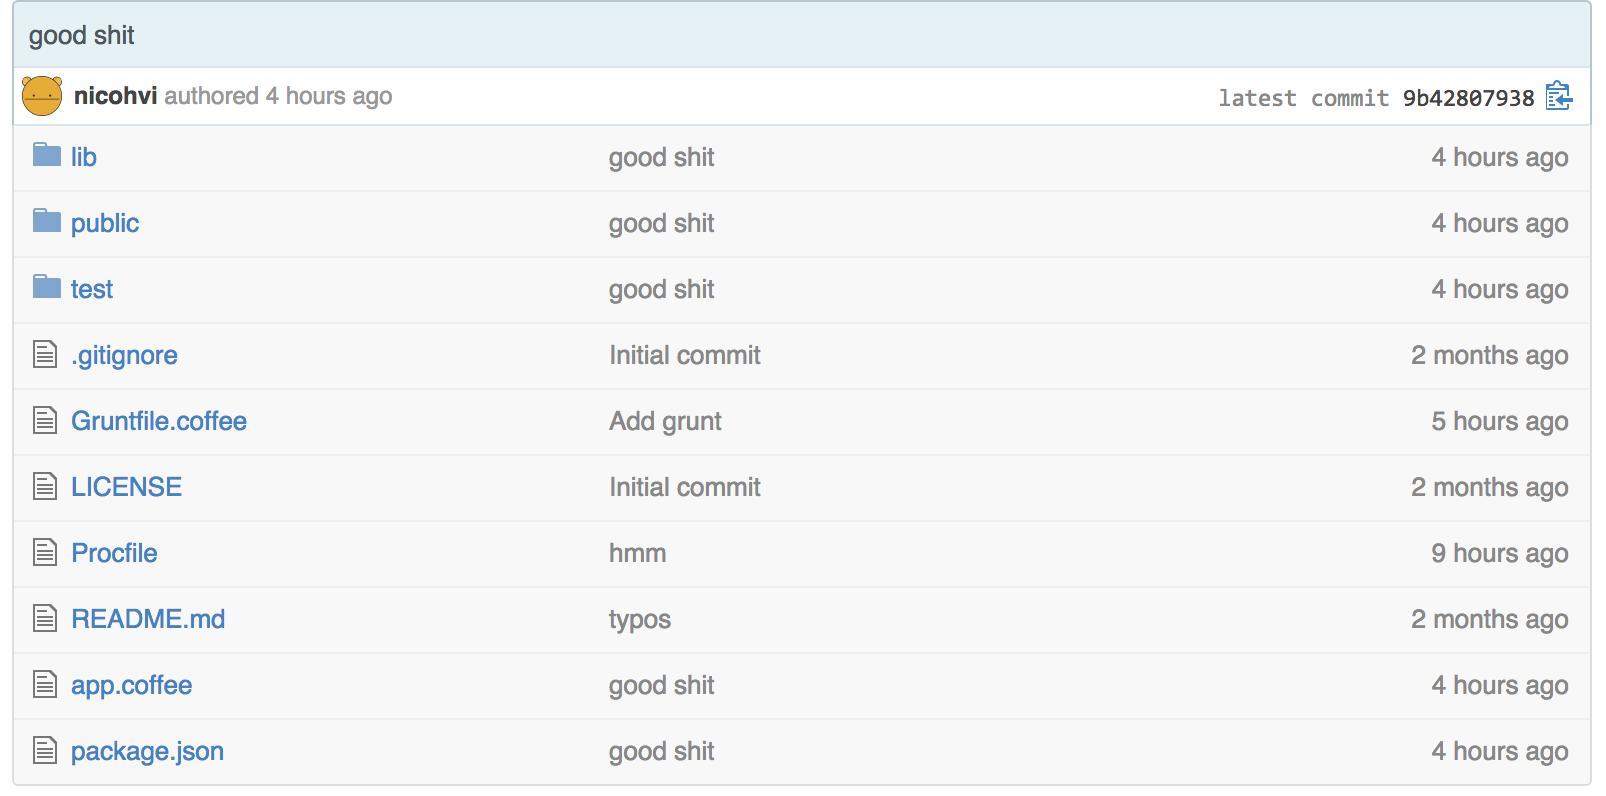 good shit
nicohvi authored 4 hours ago latest commit 9b42807938
lib good shit 4 hours ago
public good shit 4 hours ago
test good shit 4 hours ago
.gitignore Initial commit 2 months ago
Gruntfile.coffee Add grunt 5 hours ago
LICENSE Initial commit 2 months ago
Procfile hmm 9 hours ago
README.md typos 2 months ago
app.coffee good shit 4 hours ago
package.json good shit 4 hours ago